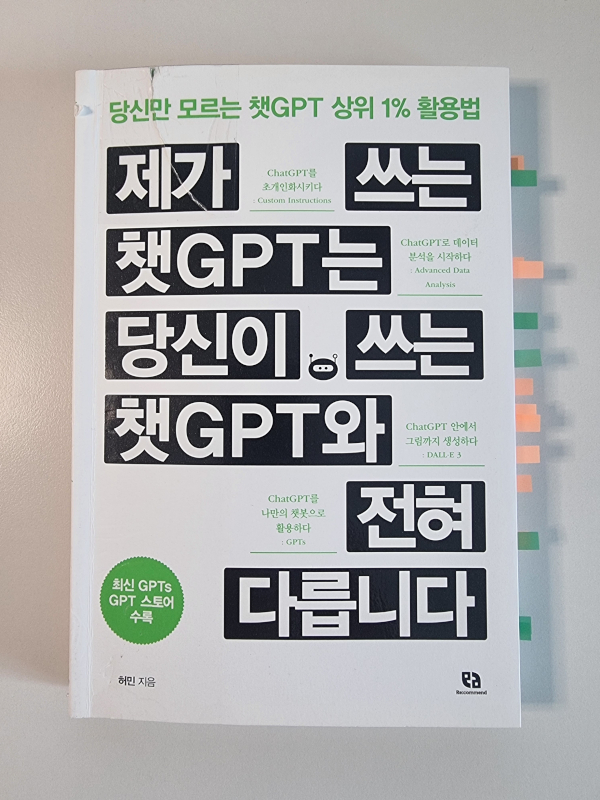 당신만 모르는 챗GPT 상위 1% 활용법
제가 쓰는
ChatGPT를
초개인화시키다
: Custom Instructions
챗GPT는
ChatGPT로 데이터
분석을 시작하다
: Advanced Data
Analysis
당신이 쓰는
챗GPT와
ChatGPT 안에서
그림까지 생성하다
: DALL·E 3
ChatGPT를
나만의 챗봇으로
활용하다
: GPTs
전혀
다릅니다
최신 GPTs
GPT 스토어
수록
허민 지음
Reccommend